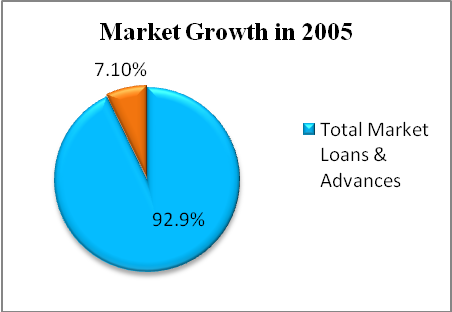 Market Growth in 2005
7.10%
92.9%
Total Market
Loans &
Advances